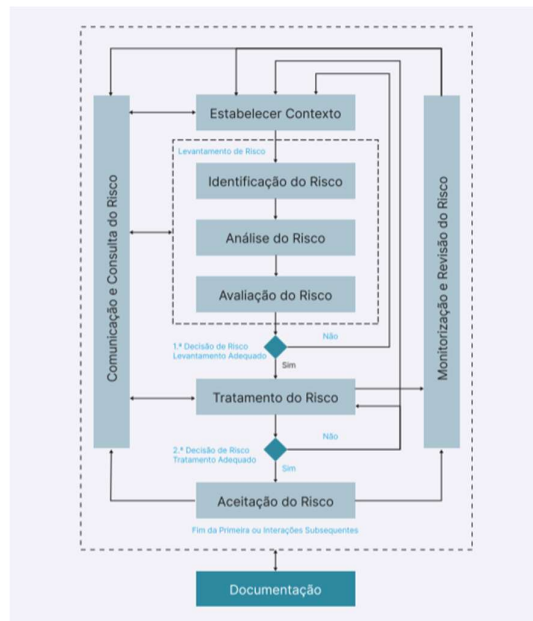 Estabelecer Contexto
Levantamento de Risco
Identificação do Risco
Análise do Risco
Avaliação do Risco
Comunicação e Consulta do Risco
Monitorização e Revisão do Risco
1.ª Decisão de Risco
Levantamento Adequado
Não
Sim
Tratamento do Risco
2.ª Decisão de Risco
Tratamento Adequado
Não
Sim
Aceitação do Risco
Fim da Primeira ou Interações Subsequentes
Documentação